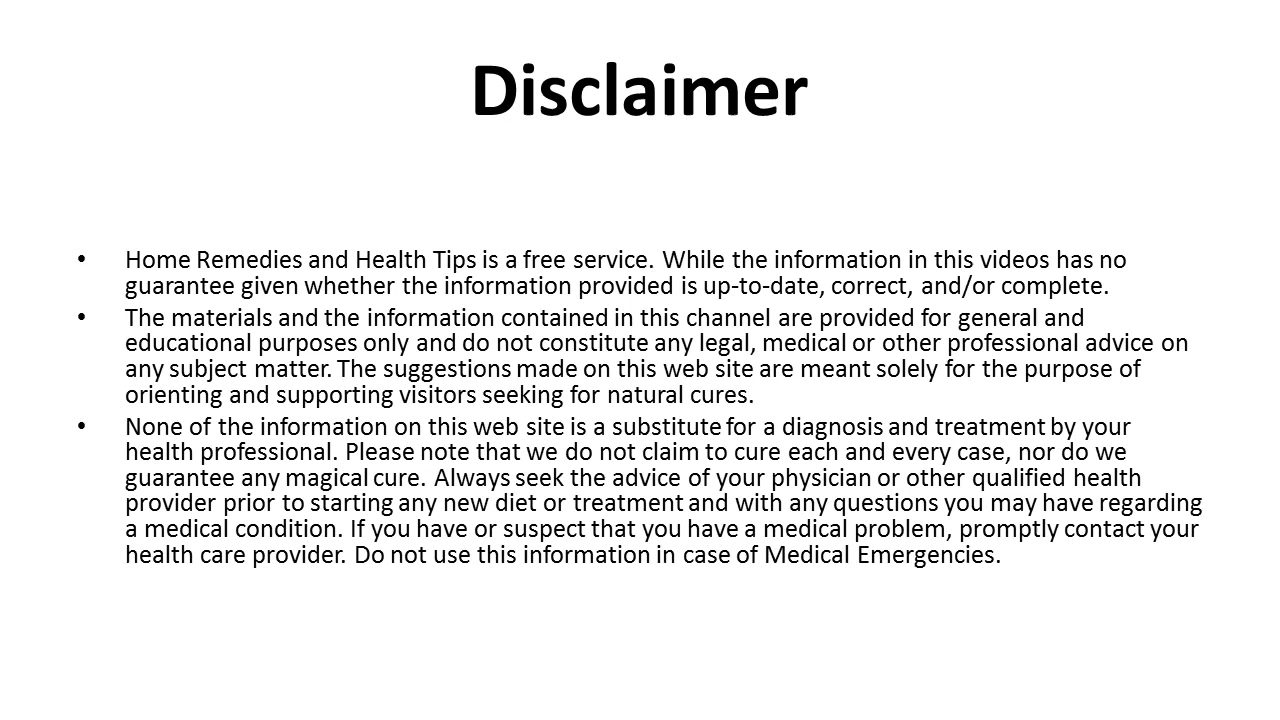 Disclaimer
• Home Remedies and Health Tips is a free service. While the information in this videos has no
guarantee given whether the information provided is up-to-date, correct, and/or complete.
• The materials and the information contained in this channel are provided for general and
educational purposes only and do not constitute any legal, medical or other professional advice on
any subject matter. The suggestions made on this web site are meant solely for the purpose of
orienting and supporting visitors seeking for natural cures.
• None of the information on this web site is a substitute for a diagnosis and treatment by your
health professional. Please note that we do not claim to cure each and every case, nor do we
guarantee any magical cure. Always seek the advice of your physician or other qualified health
provider prior to starting any new diet or treatment and with any questions you may have regarding
a medical condition. If you have or suspect that you have a medical problem, promptly contact your
health care provider. Do not use this information in case of Medical Emergencies.